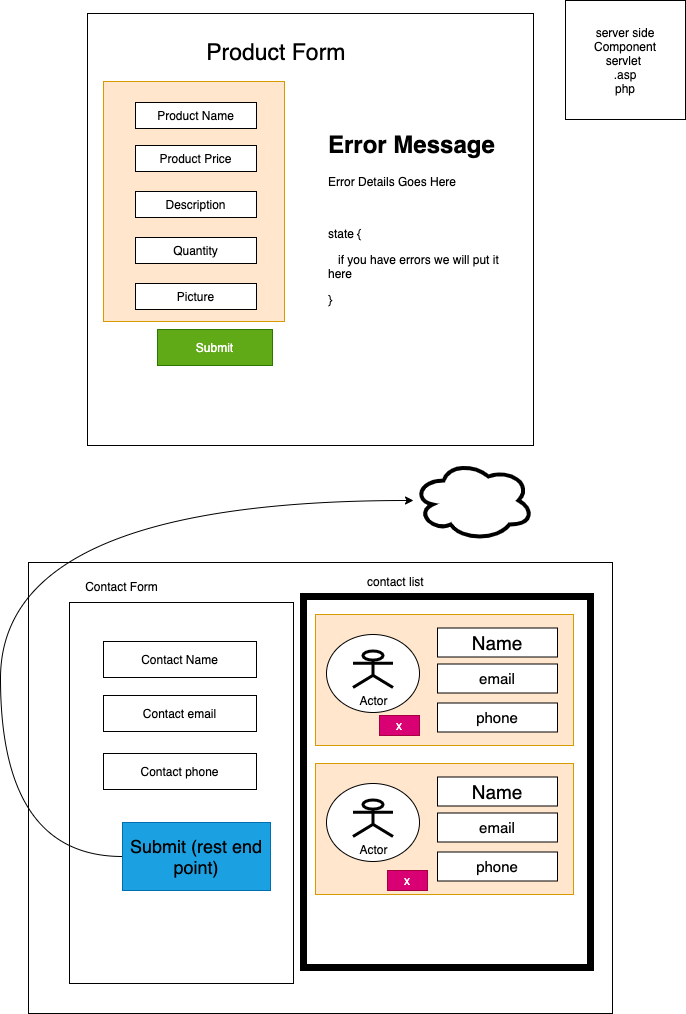 server side
Component
servlet
.asp
php
Product Form
Product Name
Product Price
Description
Quantity
Picture
Submit
Error Message
Error Details Goes Here
state {
if you have errors we will put it
here
}
Contact Form
Contact Name
Contact email
Contact phone
Submit (rest end
point)
contact list
Actor
x
Name
email
phone
Actor
x
Name
email
phone